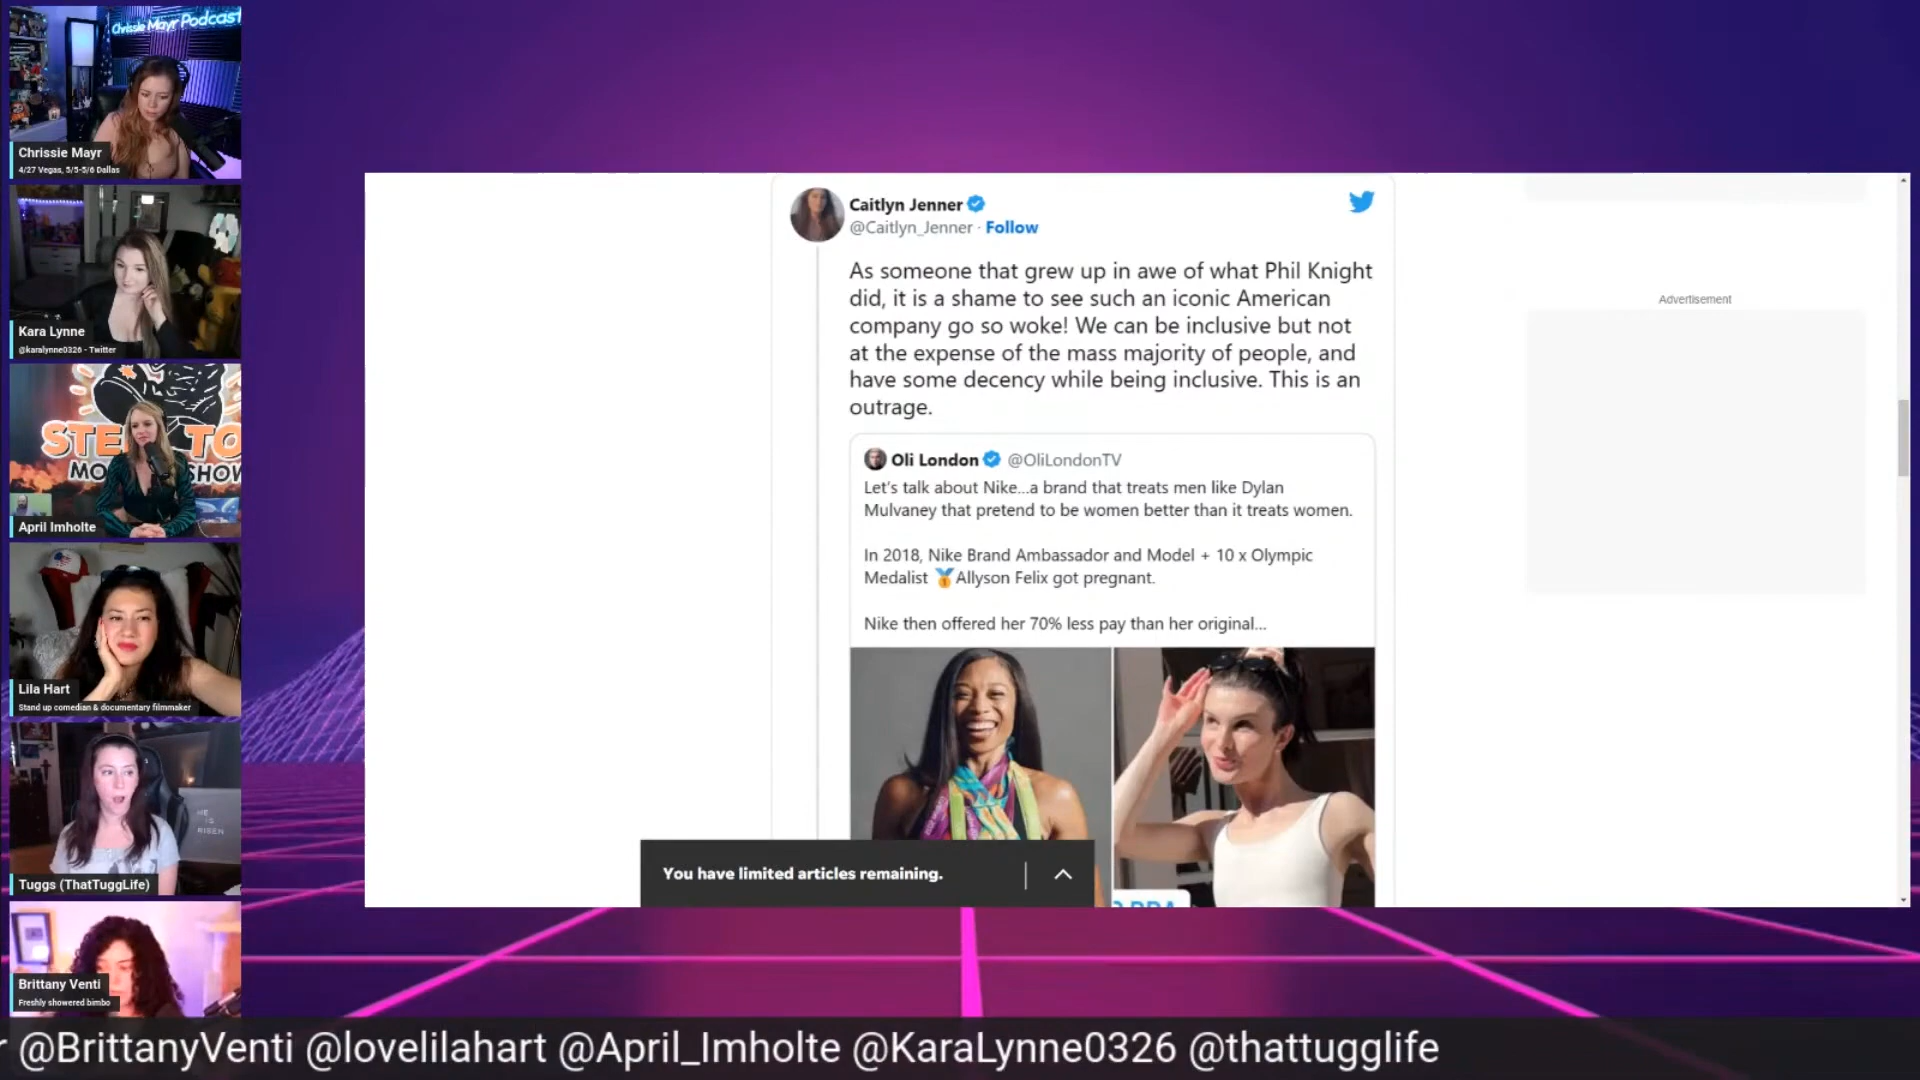 Chrissie Mayr Podcast
Chrissie Mayr
4/27 Vegas, 5/5-5/6 Dallas
Kara Lynne
@karalynne0326 - Twitter
STE TO
MO SHOW
April Imholte
Lila Hart
Stand up comedian & documentary filmmaker
HE
IS
RISEN
Tuggs (ThatTuggLife)
Brittany Venti
Freshly showered bimbo
Caitlyn Jenner
@Caitlyn_Jenner · Follow
As someone that grew up in awe of what Phil Knight
did, it is a shame to see such an iconic American
company go so woke! We can be inclusive but not
at the expense of the mass majority of people, and
have some decency while being inclusive. This is an
outrage.
Oli London @OliLondonTV
Let's talk about Nike...a brand that treats men like Dylan
Mulvaney that pretend to be women better than it treats women.
In 2018, Nike Brand Ambassador and Model + 10 x Olympic
Medalist 🏅Allyson Felix got pregnant.
Nike then offered her 70% less pay than her original...
You have limited articles remaining.
Advertisement
@BrittanyVenti @lovelilahart @April_Imholte @KaraLynne0326 @thattugglife